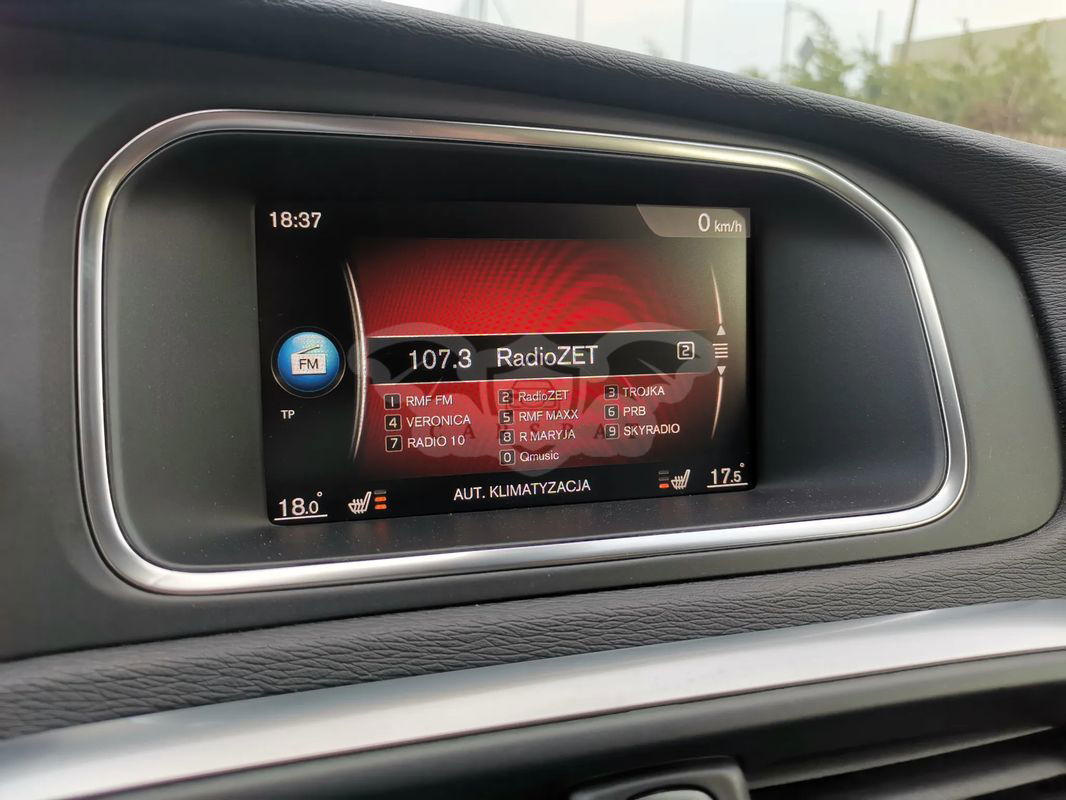 18:37
0 km/h
FM
107.3 RadioZET 2
TP
1 RMF FM 2 RadioZET 3 TROJKA
4 VERONICA 5 RMF MAXX 6 PRB
7 RADIO 10 8 R MARYJA 9 SKYRADIO
0 Qmusic
18.0° AUT. KLIMATYZACJA 17.5°